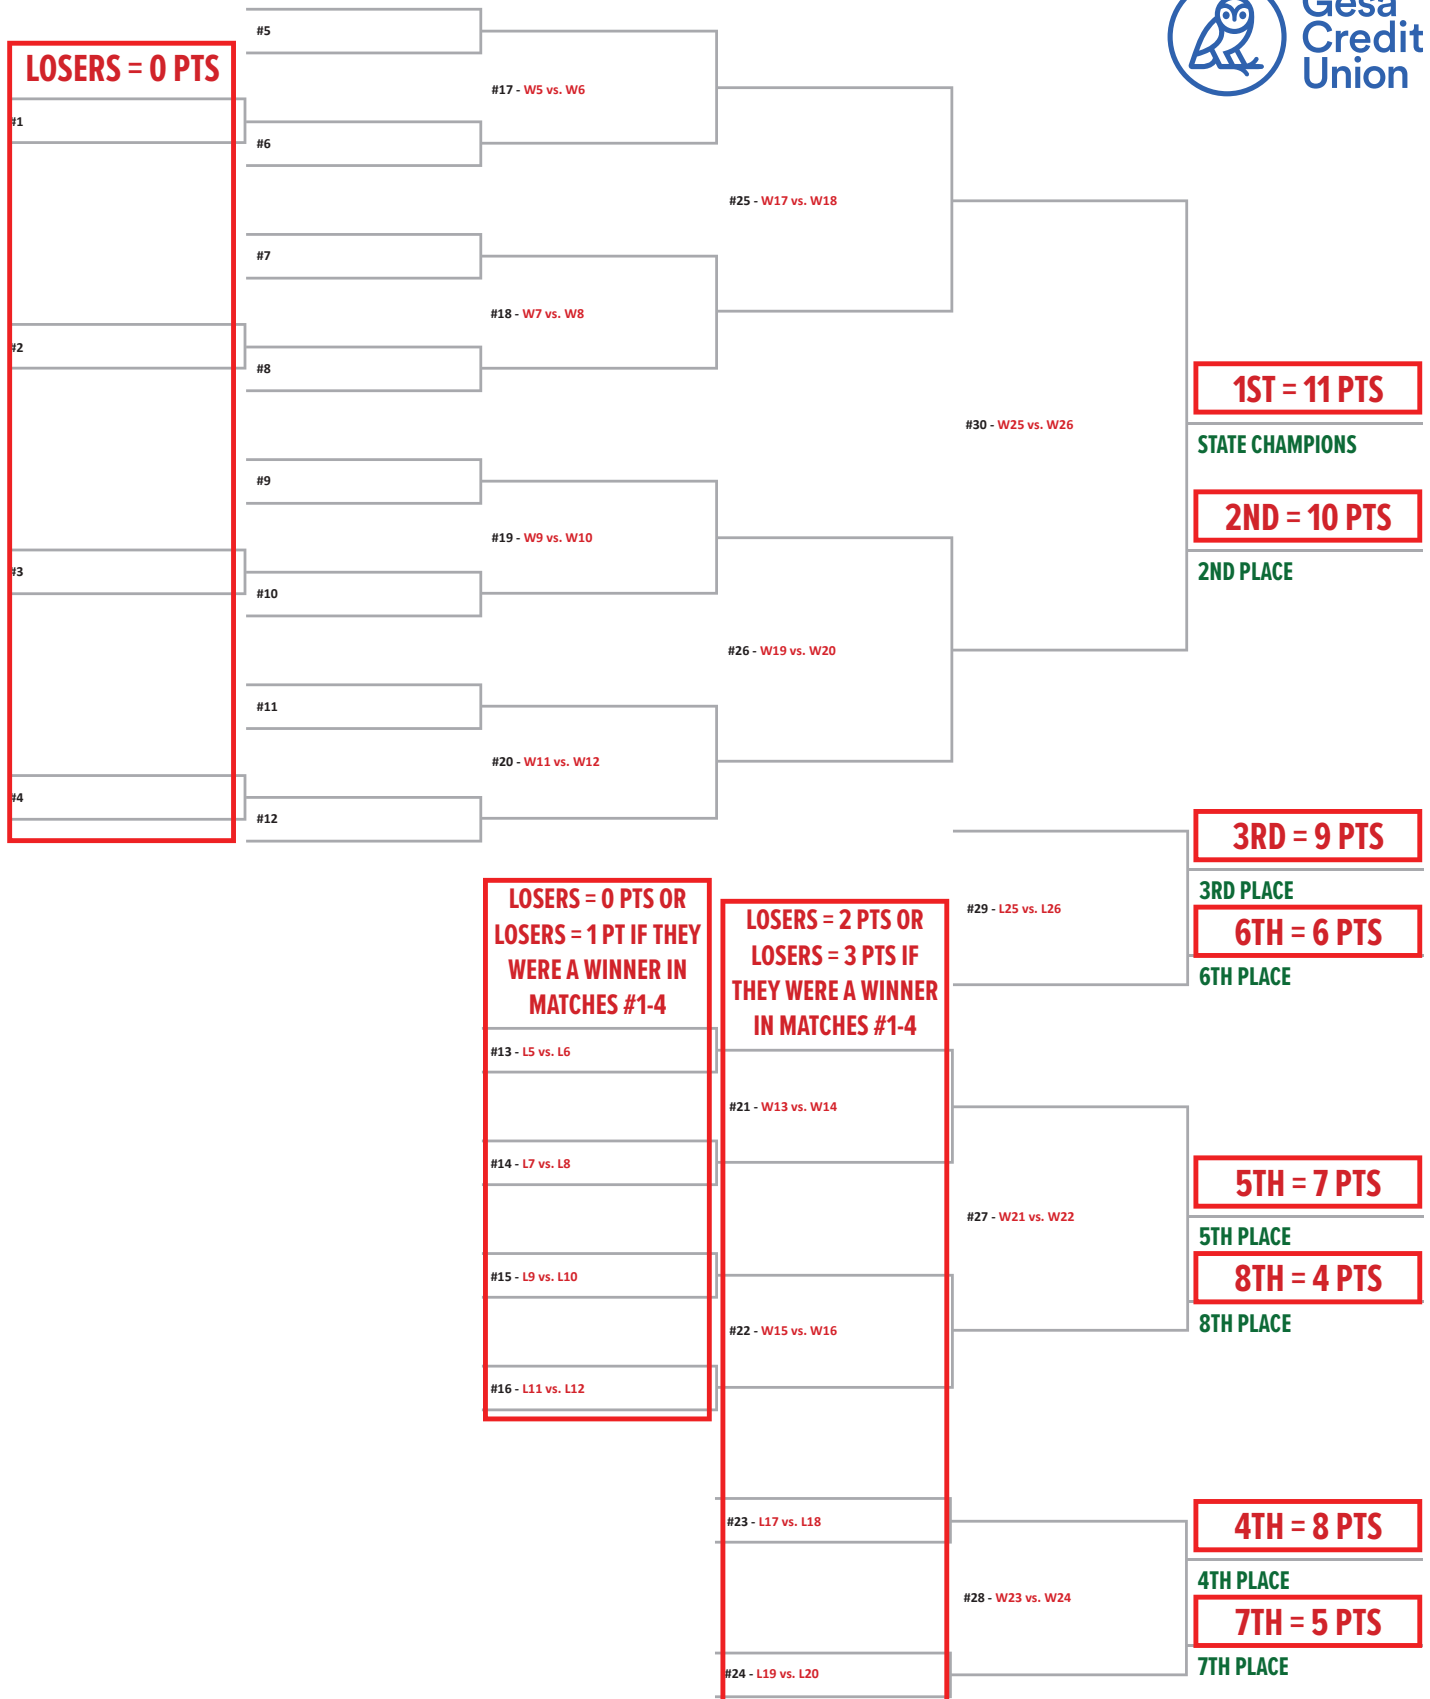 Gesa
Credit
Union
LOSERS = 0 PTS
#1
#2
#3
#4
#5
#6
#7
#8
#9
#10
#11
#12
#17 - W5 vs. W6
#18 - W7 vs. W8
#19 - W9 vs. W10
#20 - W11 vs. W12
#25 - W17 vs. W18
#26 - W19 vs. W20
#30 - W25 vs. W26
1ST = 11 PTS
STATE CHAMPIONS
2ND = 10 PTS
2ND PLACE
LOSERS = 0 PTS OR
LOSERS = 1 PT IF THEY
WERE A WINNER IN
MATCHES #1-4
#13 - L5 vs. L6
#14 - L7 vs. L8
#15 - L9 vs. L10
#16 - L11 vs. L12
LOSERS = 2 PTS OR
LOSERS = 3 PTS IF
THEY WERE A WINNER
IN MATCHES #1-4
#21 - W13 vs. W14
#22 - W15 vs. W16
#23 - L17 vs. L18
#24 - L19 vs. L20
#29 - L25 vs. L26
#27 - W21 vs. W22
#28 - W23 vs. W24
3RD = 9 PTS
3RD PLACE
6TH = 6 PTS
6TH PLACE
5TH = 7 PTS
5TH PLACE
8TH = 4 PTS
8TH PLACE
4TH = 8 PTS
4TH PLACE
7TH = 5 PTS
7TH PLACE